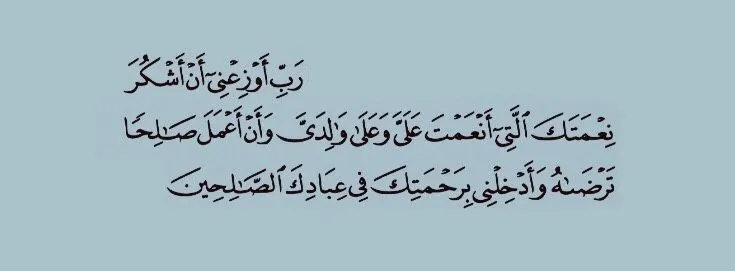 رَبِّ أَوۡزِعۡنِيٓ أَنۡ أَشۡكُرَ
نِعۡمَتَكَ ٱلَّتِيٓ أَنۡعَمۡتَ عَلَيَّ وَعَلَىٰ وَٰلِدَيَّ وَأَنۡ أَعۡمَلَ صَٰلِحٗا
تَرۡضَىٰهُ وَأَدۡخِلۡنِي بِرَحۡمَتِكَ فِي عِبَادِكَ ٱلصَّٰلِحِينَ